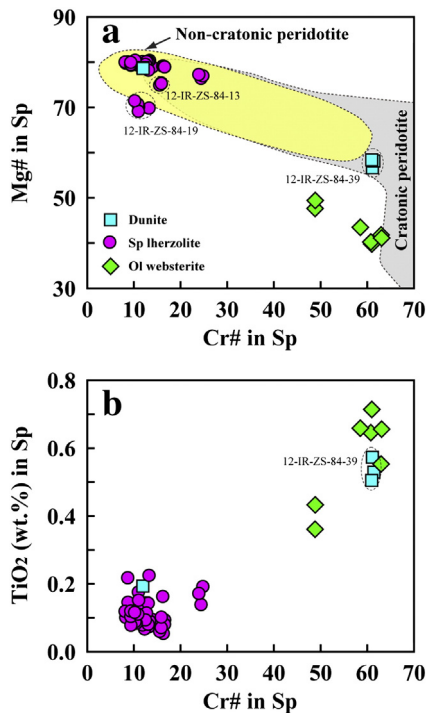 a
Non-cratonic peridotite
90
70
50
30
Mg# in Sp
12-IR-ZS-84-13
12-IR-ZS-84-19
12-IR-ZS-84-39
Cratonic peridotite
Dunite
Sp lherzolite
Ol websterite
0 10 20 30 40 50 60 70
Cr# in Sp
b
0.8
0.6
0.4
0.2
0.0
TiO₂ (wt.%) in Sp
12-IR-ZS-84-39
0 10 20 30 40 50 60 70
Cr# in Sp